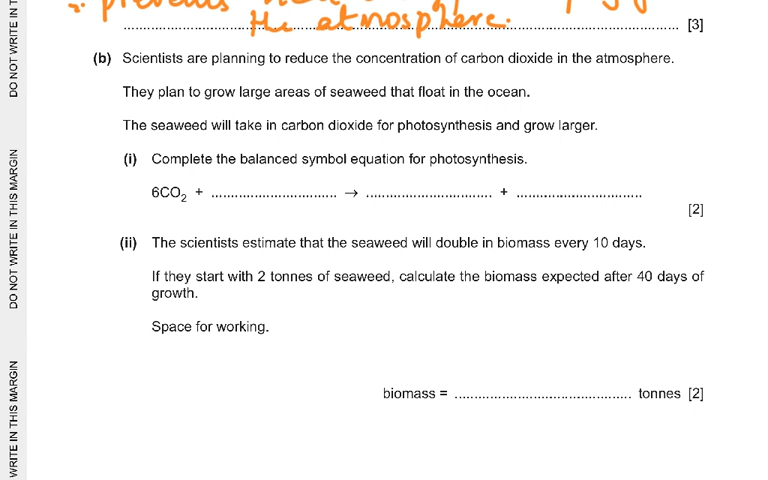 the atmosphere. [3]
(b) Scientists are planning to reduce the concentration of carbon dioxide in the atmosphere.
They plan to grow large areas of seaweed that float in the ocean.
The seaweed will take in carbon dioxide for photosynthesis and grow larger.
(i) Complete the balanced symbol equation for photosynthesis.
6CO₂ + ................................ → ................................ + ................................
[2]
(ii) The scientists estimate that the seaweed will double in biomass every 10 days.
If they start with 2 tonnes of seaweed, calculate the biomass expected after 40 days of
growth.
Space for working.
biomass = ............................................. tonnes [2]
DO NOT WRITE IN
DO NOT WRITE IN THIS MARGIN
WRITE IN THIS MARGIN